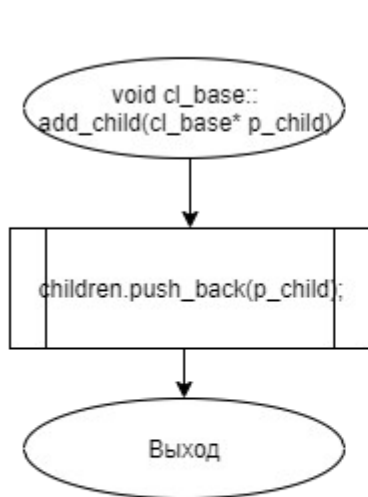 void cl_base::
add_child(cl_base* p_child)
children.push_back(p_child);
Выход